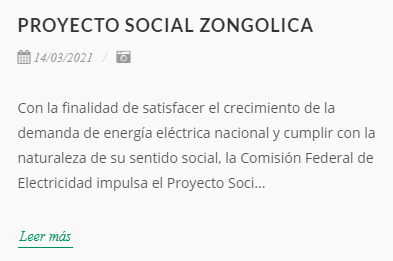 PROYECTO SOCIAL ZONGOLICA
14/03/2021 /
Con la finalidad de satisfacer el crecimiento de la
demanda de energía eléctrica nacional y cumplir con la
naturaleza de su sentido social, la Comisión Federal de
Electricidad impulsa el Proyecto Soci...
Leer más